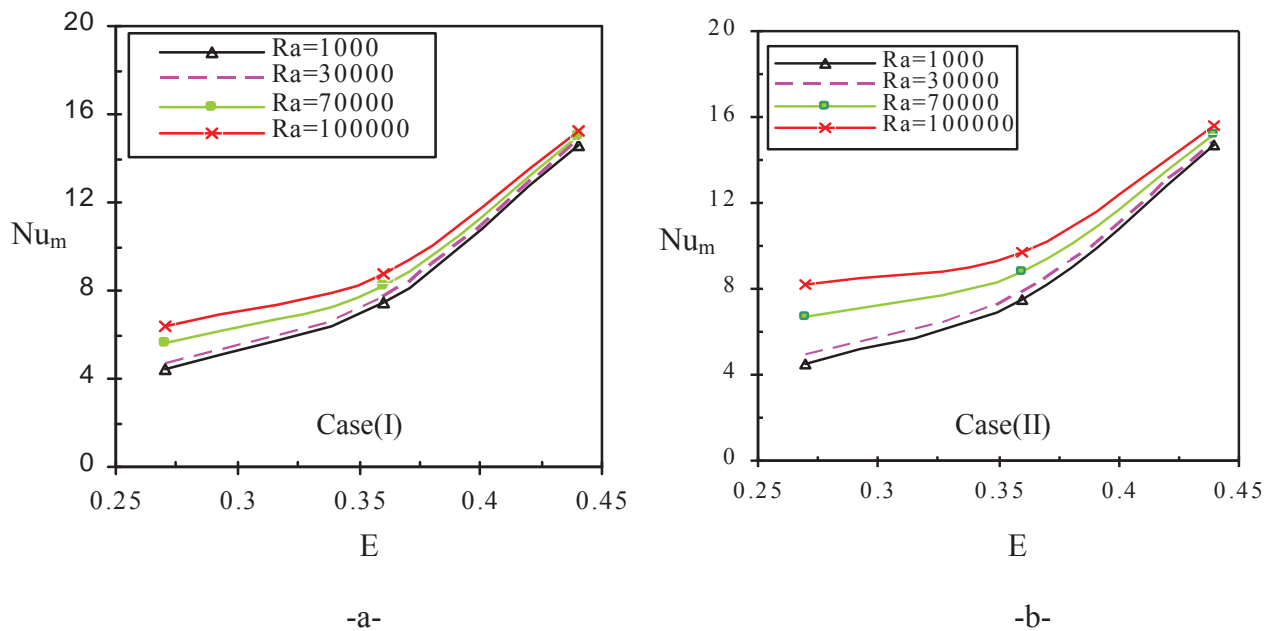 20
16
12
8
4
0
Nuₘ
Ra=1000
Ra=30000
Ra=70000
Ra=100000
Case(I)
0.25
0.3
0.35
0.4
0.45
E
-a-
20
16
12
8
4
0
Nuₘ
Ra=1000
Ra=30000
Ra=70000
Ra=100000
Case(II)
0.25
0.3
0.35
0.4
0.45
E
-b-